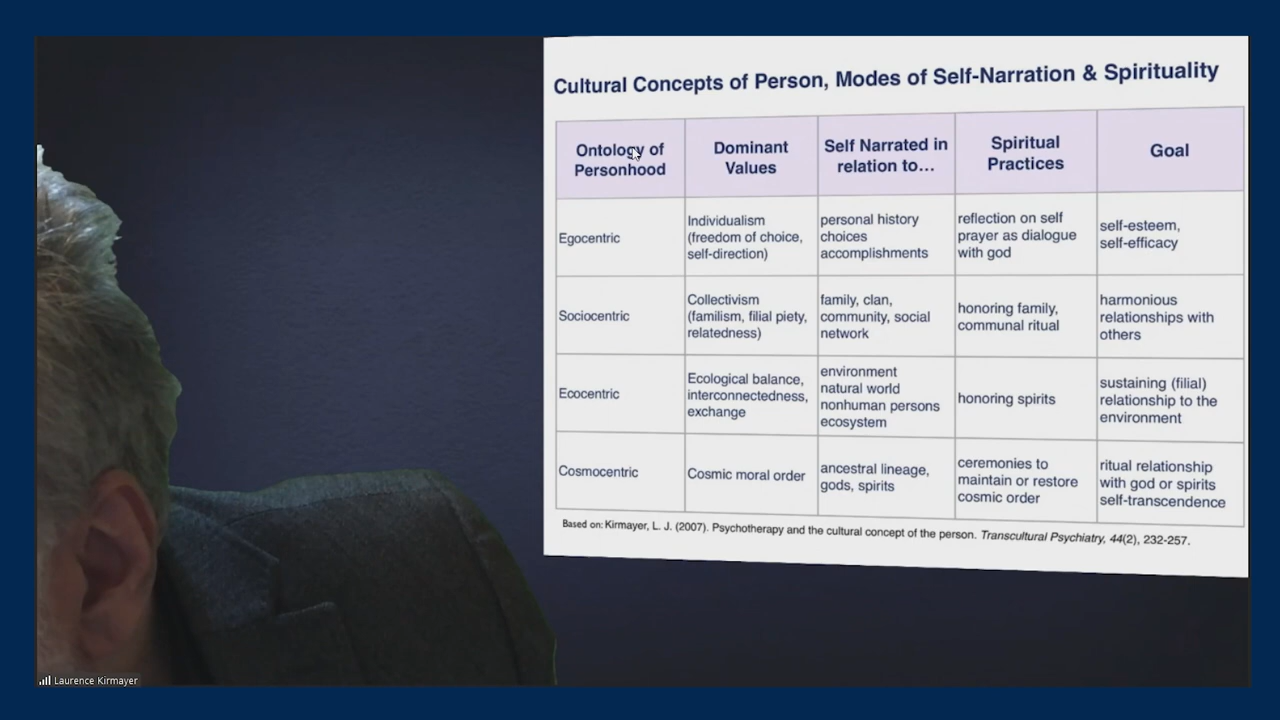 Cultural Concepts of Person, Modes of Self-Narration & Spirituality
Ontology of
Personhood
Dominant
Values
Self Narrated in
relation to...
Spiritual
Practices
Goal
Egocentric
Individualism
(freedom of choice,
self-direction)
personal history
choices
accomplishments
reflection on self
prayer as dialogue
with god
self-esteem,
self-efficacy
Sociocentric
Collectivism
(familism, filial piety,
relatedness)
family, clan,
community, social
network
honoring family,
communal ritual
harmonious
relationships with
others
Ecocentric
Ecological balance,
interconnectedness,
exchange
environment
natural world
nonhuman persons
ecosystem
honoring spirits
sustaining (filial)
relationship to the
environment
Cosmocentric
Cosmic moral order
ancestral lineage,
gods, spirits
ceremonies to
maintain or restore
cosmic order
ritual relationship
with god or spirits
self-transcendence
Based on: Kirmayer, L. J. (2007). Psychotherapy and the cultural concept of the person. Transcultural Psychiatry, 44(2), 232-257.
Laurence Kirmayer